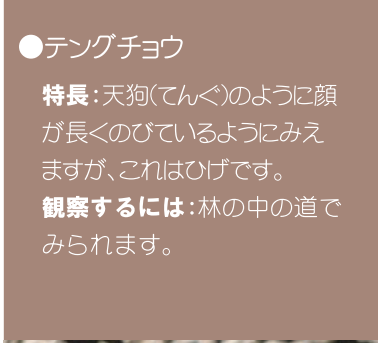 ●テングチョウ
特長：天狗(てんぐ)のように顔
が長くのびているようにみえ
ますが、これはひげです。
観察するには：林の中の道で
みられます。